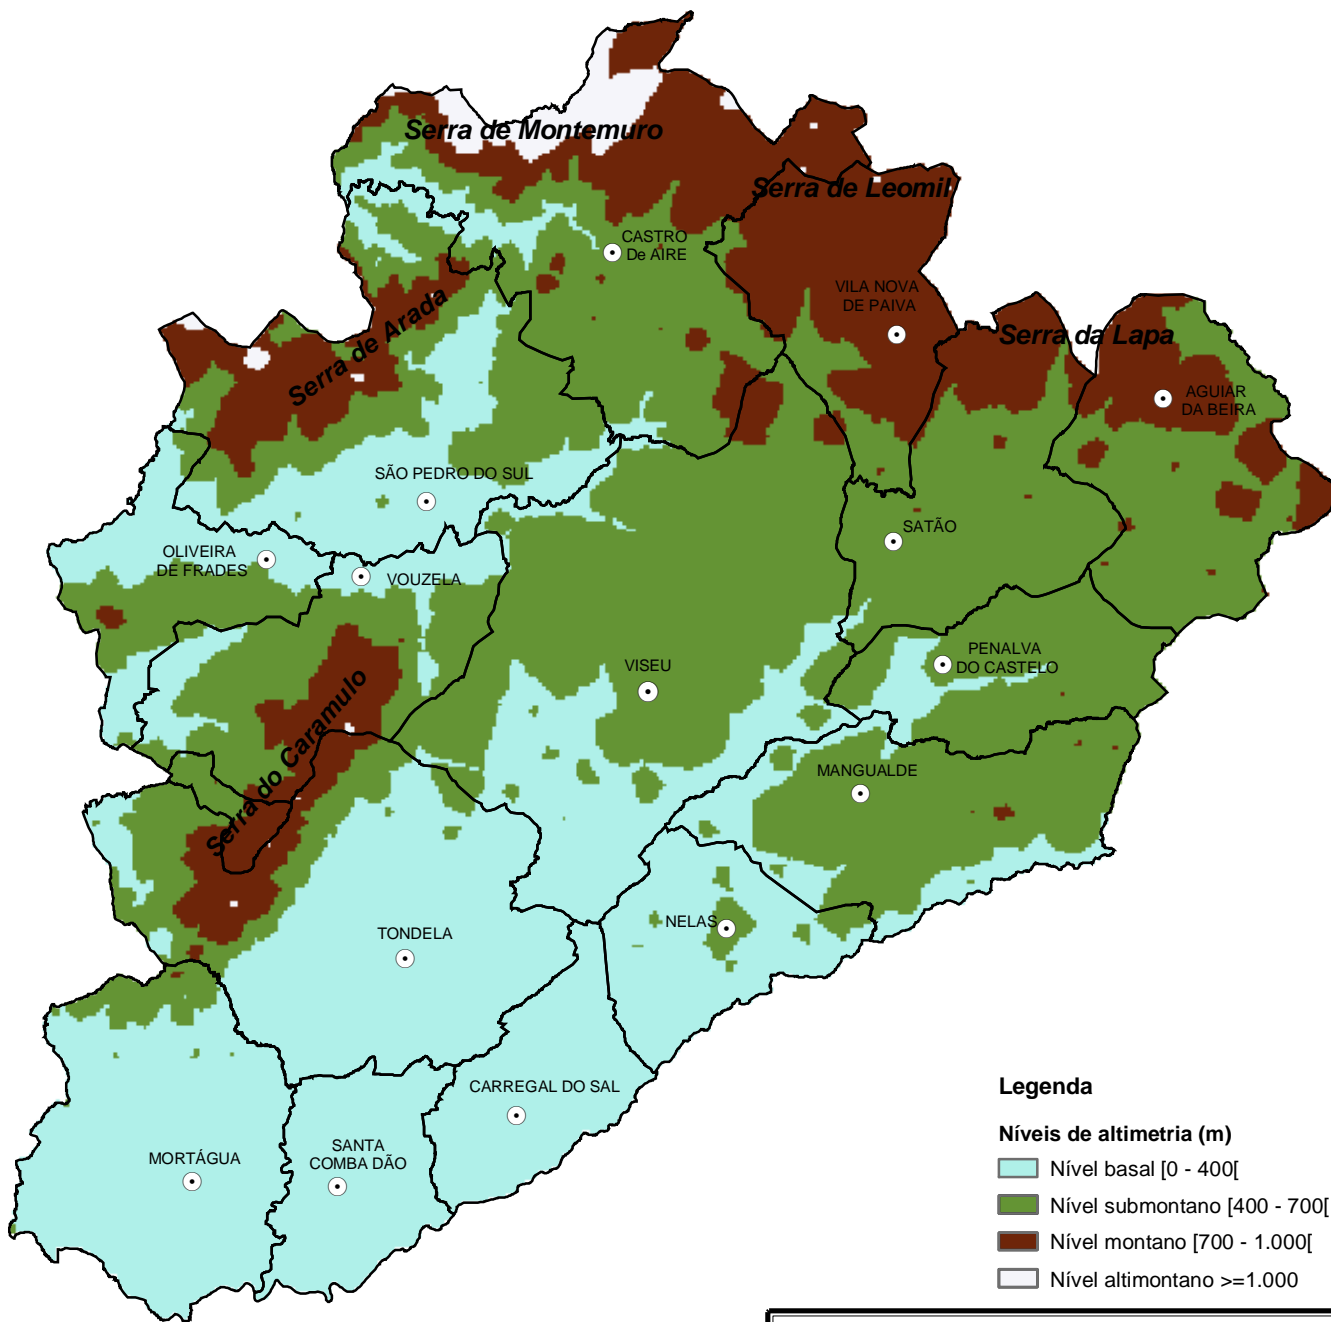 Serra de Montemuro
Serra de Leomil
CASTRO
De AIRE
VILA NOVA
DE PAIVA
Serra de Arada
Serra da Lapa
AGUIAR
DA BEIRA
SÃO PEDRO DO SUL
SATÃO
OLIVEIRA
DE FRADES
VOUZELA
PENALVA
DO CASTELO
VISEU
Serra do Caramulo
MANGUALDE
NELAS
TONDELA
CARREGAL DO SAL
SANTA
COMBA DÃO
MORTÁGUA
Legenda
Níveis de altimetria (m)
Nível basal [0 - 400[
Nível submontano [400 - 700[
Nível montano [700 - 1.000[
Nível altimontano >=1.000